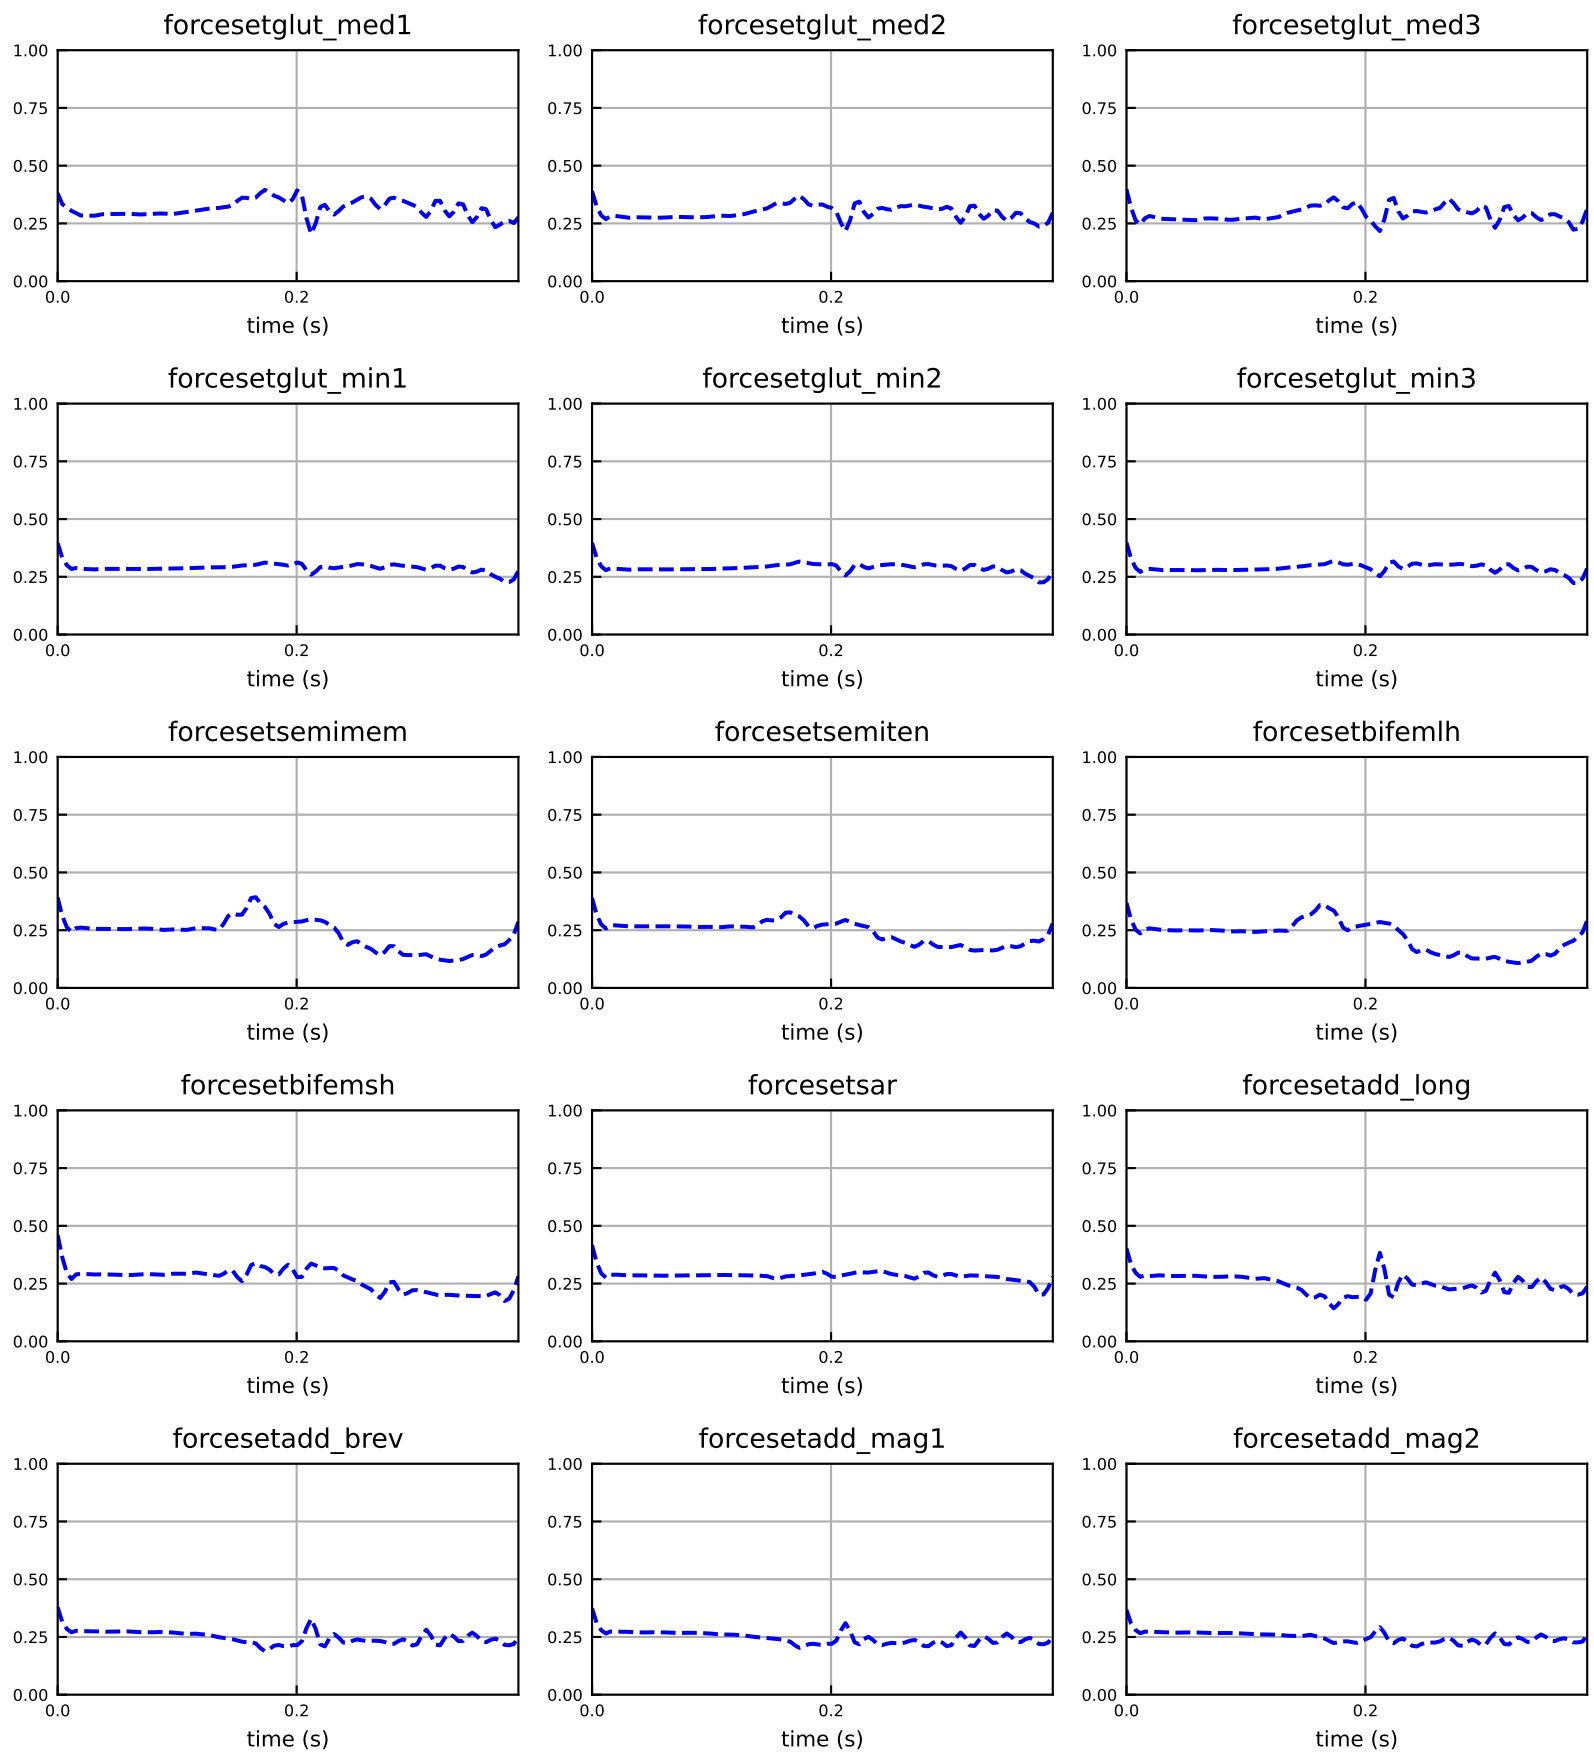 forcesetglut_med1 forcesetglut_med2 forcesetglut_med3
1.00 1.00 1.00
0.75 0.75 0.75
0.50 0.50 0.50
0.25 0.25 0.25
0.00 0.00 0.00
0.0 0.2 0.0 0.2 0.0 0.2
time (s) time (s) time (s)
forcesetglut_min1 forcesetglut_min2 forcesetglut_min3
1.00 1.00 1.00
0.75 0.75 0.75
0.50 0.50 0.50
0.25 0.25 0.25
0.00 0.00 0.00
0.0 0.2 0.0 0.2 0.0 0.2
time (s) time (s) time (s)
forcesetsemimem forcesetsemiten forcesetbifemlh
1.00 1.00 1.00
0.75 0.75 0.75
0.50 0.50 0.50
0.25 0.25 0.25
0.00 0.00 0.00
0.0 0.2 0.0 0.2 0.0 0.2
time (s) time (s) time (s)
forcesetbifemsh forcesetsar forcesetadd_long
1.00 1.00 1.00
0.75 0.75 0.75
0.50 0.50 0.50
0.25 0.25 0.25
0.00 0.00 0.00
0.0 0.2 0.0 0.2 0.0 0.2
time (s) time (s) time (s)
forcesetadd_brev forcesetadd_mag1 forcesetadd_mag2
1.00 1.00 1.00
0.75 0.75 0.75
0.50 0.50 0.50
0.25 0.25 0.25
0.00 0.00 0.00
0.0 0.2 0.0 0.2 0.0 0.2
time (s) time (s) time (s)